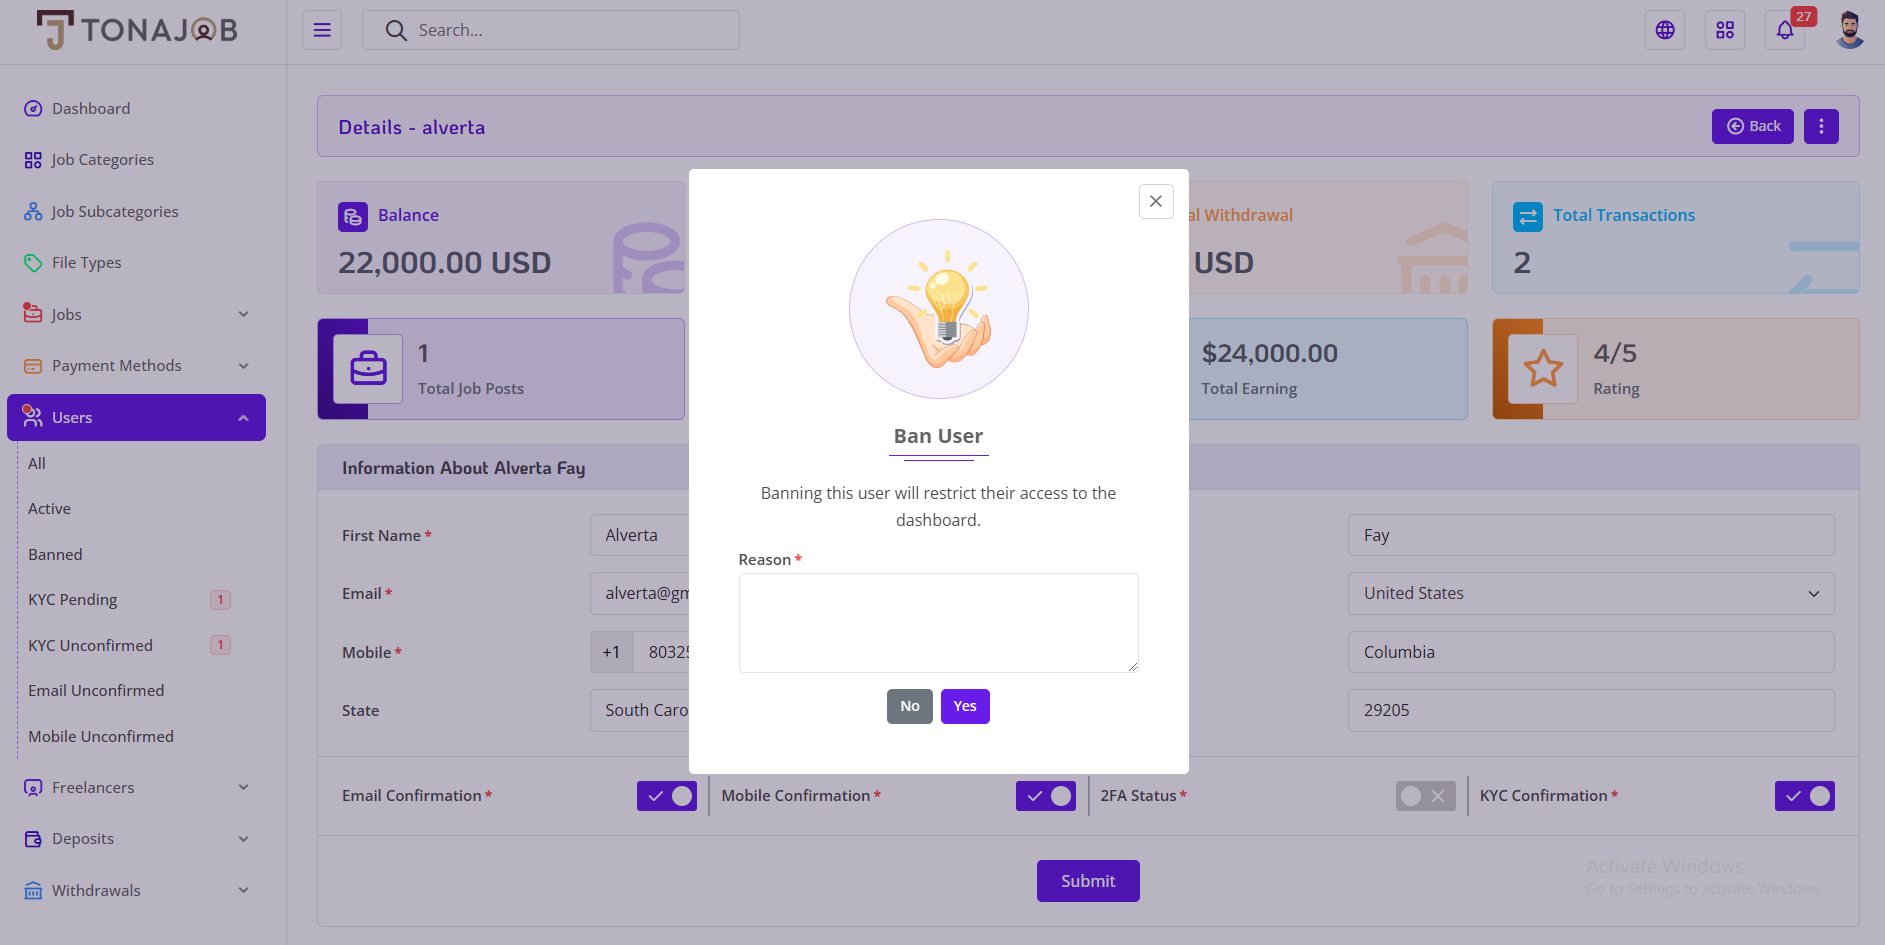 TONAJOB
Search...
27
Dashboard
Job Categories
Job Subcategories
File Types
Jobs
Payment Methods
Users
All
Active
Banned
KYC Pending 1
KYC Unconfirmed 1
Email Unconfirmed
Mobile Unconfirmed
Freelancers
Deposits
Withdrawals
Details - alverta
Back
Balance
22,000.00 USD
al Withdrawal
USD
Total Transactions
2
1
Total Job Posts
$24,000.00
Total Earning
4/5
Rating
Information About Alverta Fay
First Name * Alverta
Fay
Email * alverta@gm
United States
Mobile * +1 8032
Columbia
State South Caro
29205
Email Confirmation *
Mobile Confirmation *
2FA Status *
KYC Confirmation *
Submit
Ban User
Banning this user will restrict their access to the
dashboard.
Reason *
No Yes
Activate Windows
Go to Settings to activate Windows.